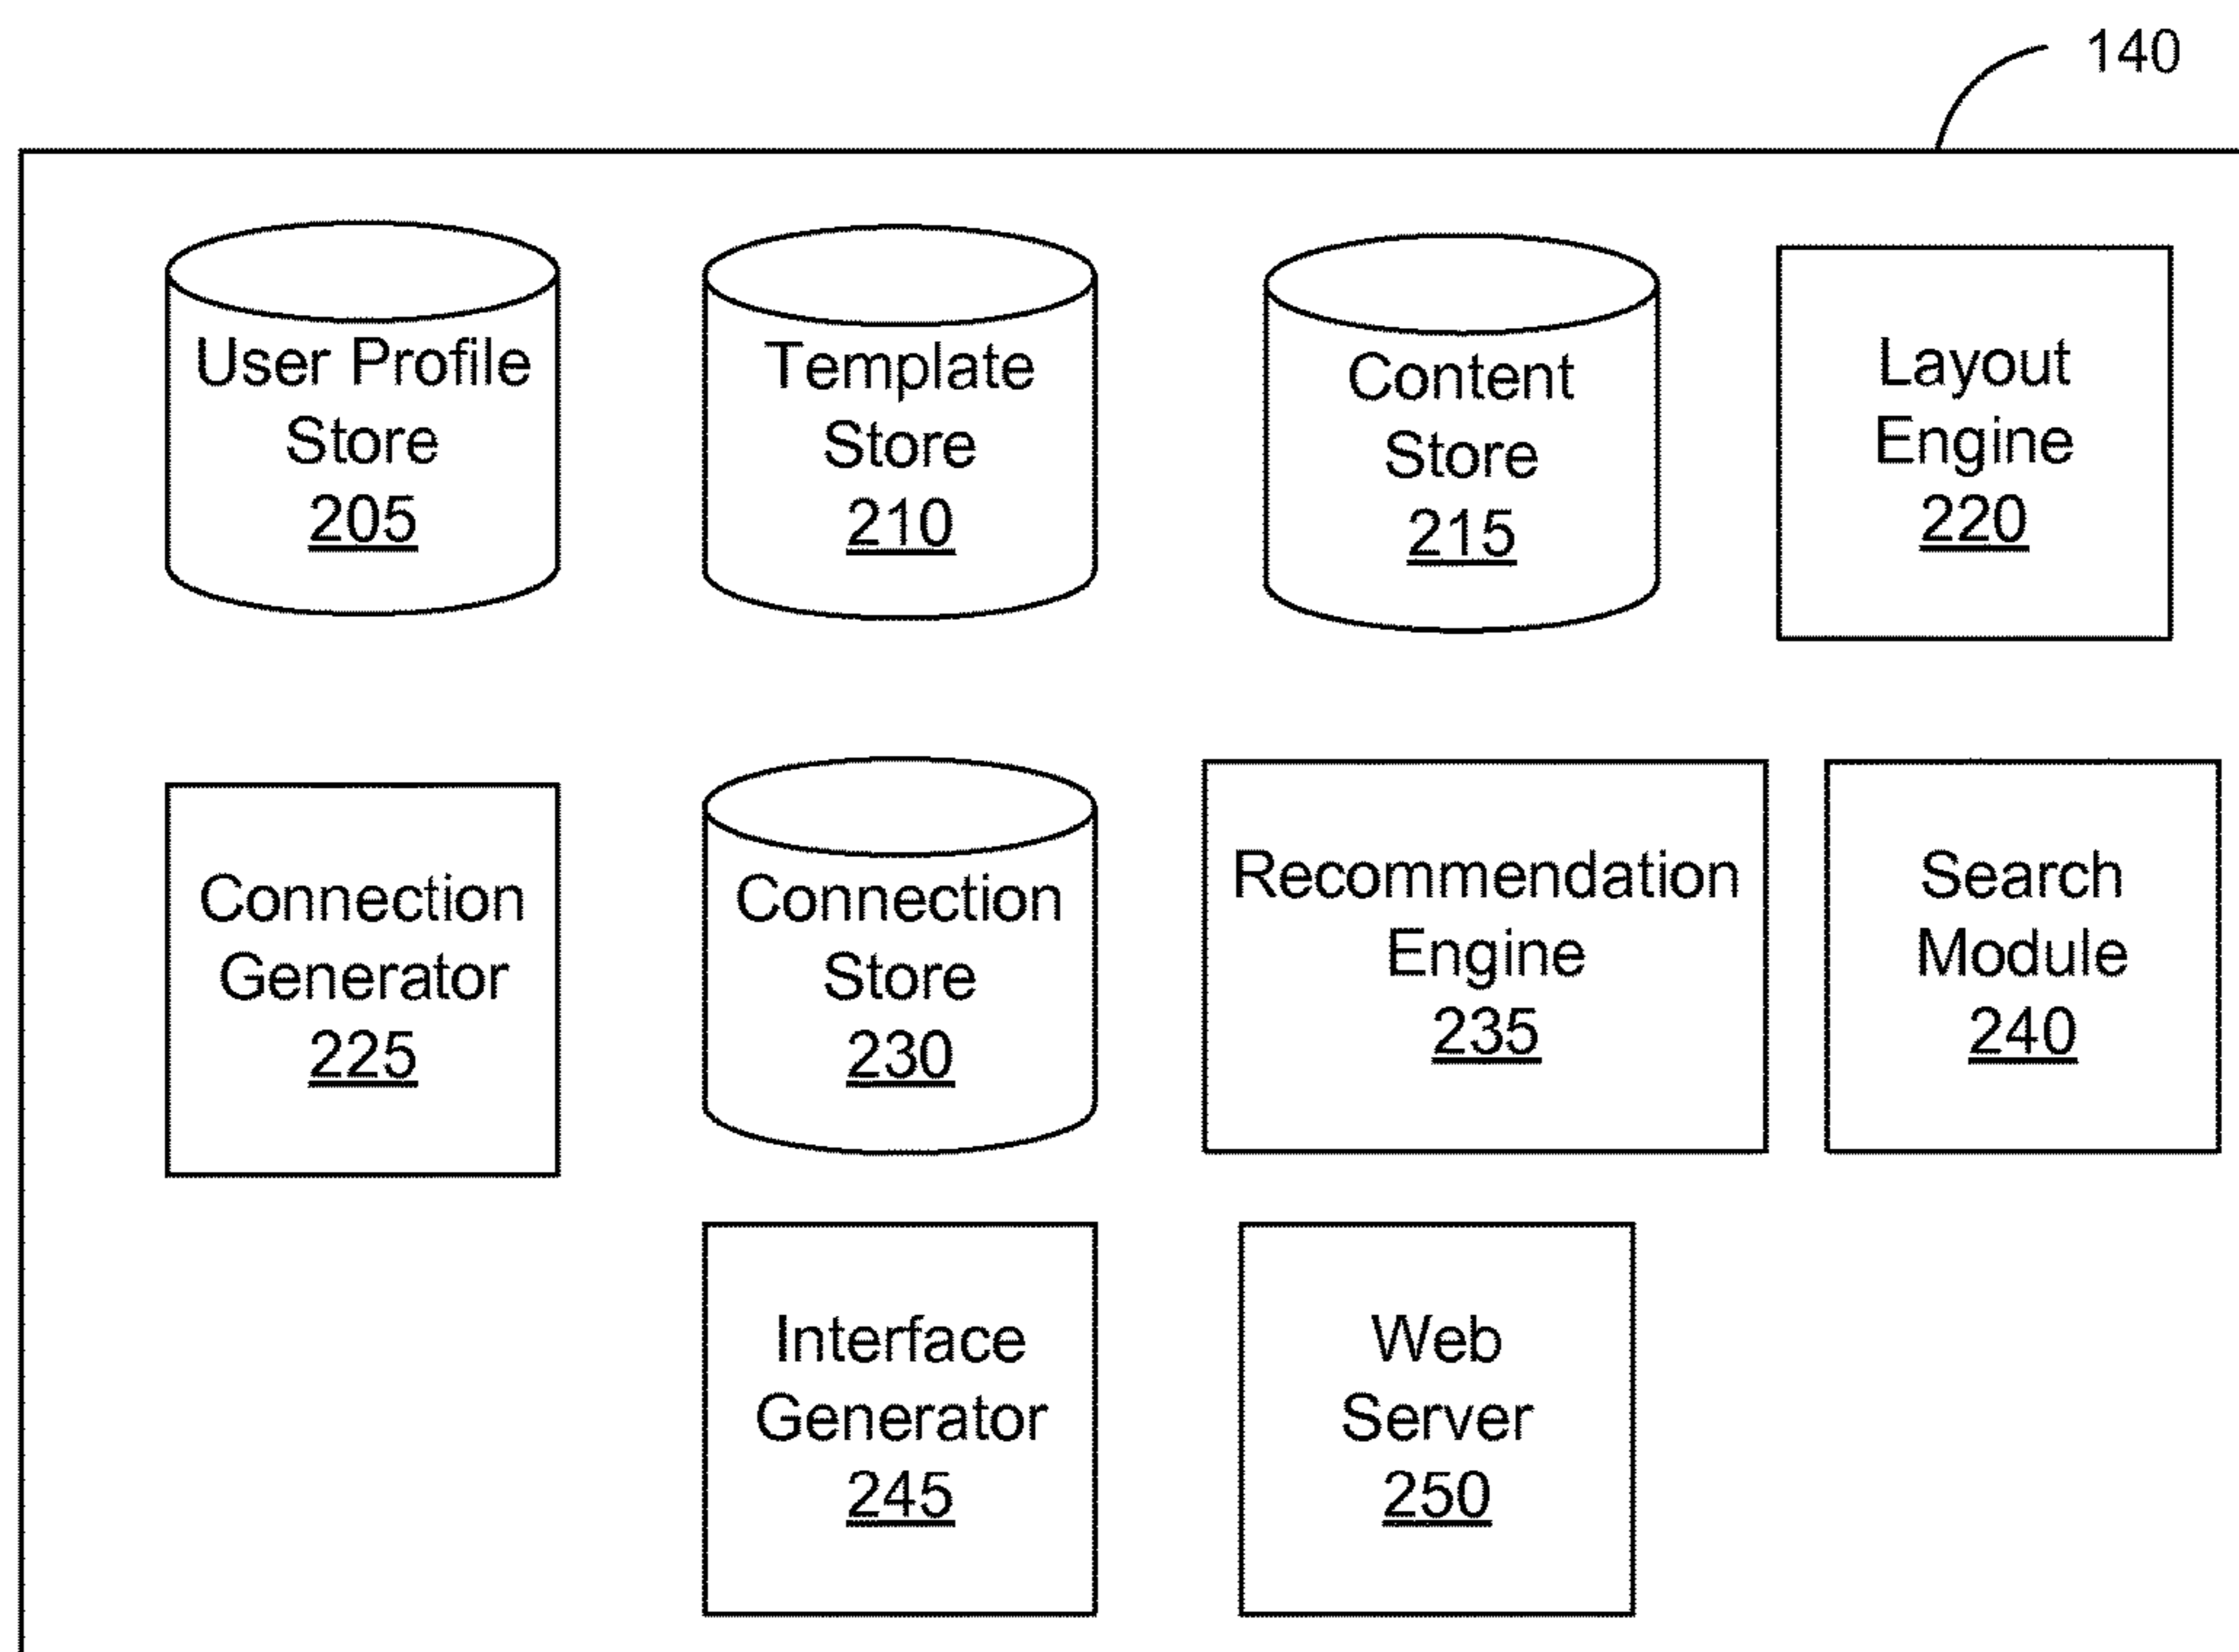 140
User Profile
Store
205
Template
Store
210
Content
Store
215
Layout
Engine
220
Connection
Generator
225
Connection
Store
230
Recommendation
Engine
235
Search
Module
240
Interface
Generator
245
Web
Server
250